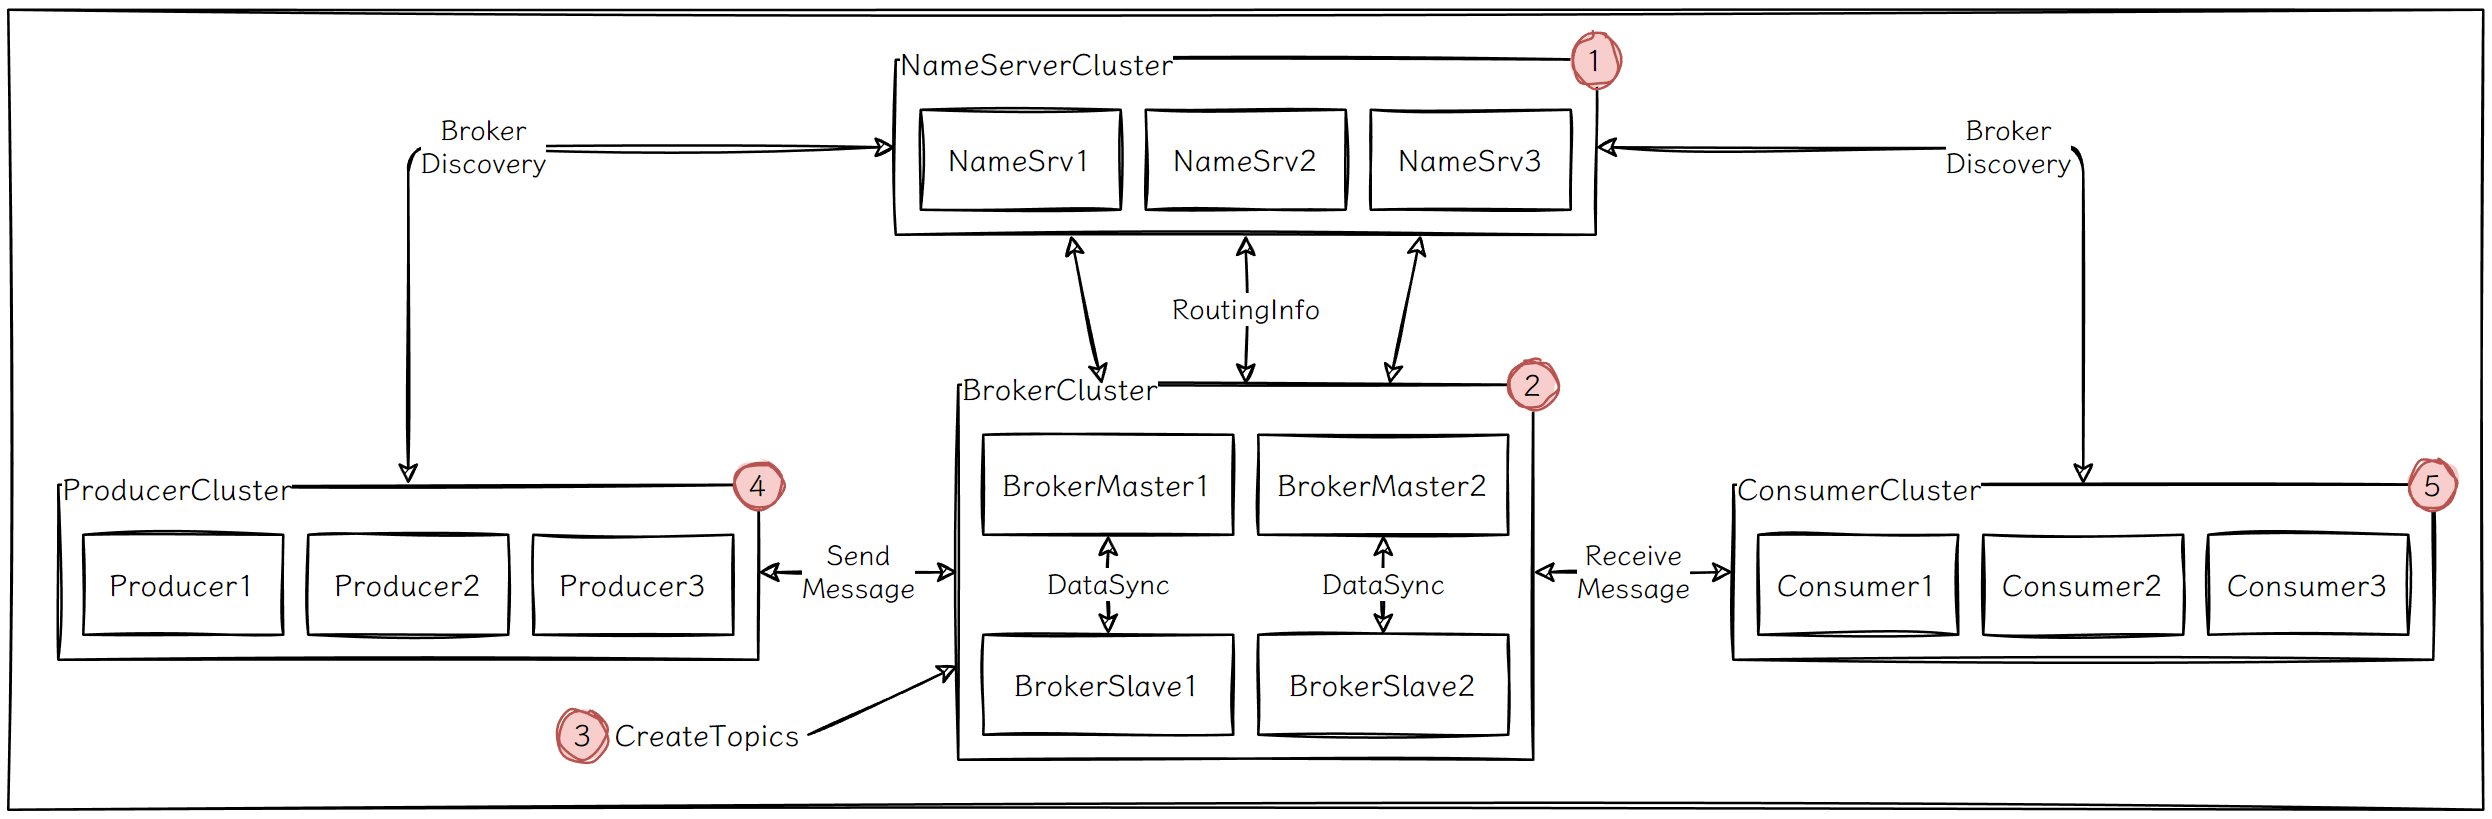 NameServerCluster
1
NameSrv1
NameSrv2
NameSrv3
Broker
Discovery
Broker
Discovery
RoutingInfo
BrokerCluster
2
BrokerMaster1
BrokerMaster2
DataSync
DataSync
BrokerSlave1
BrokerSlave2
ProducerCluster
4
Producer1
Producer2
Producer3
Send
Message
Receive
Message
ConsumerCluster
5
Consumer1
Consumer2
Consumer3
3
CreateTopics